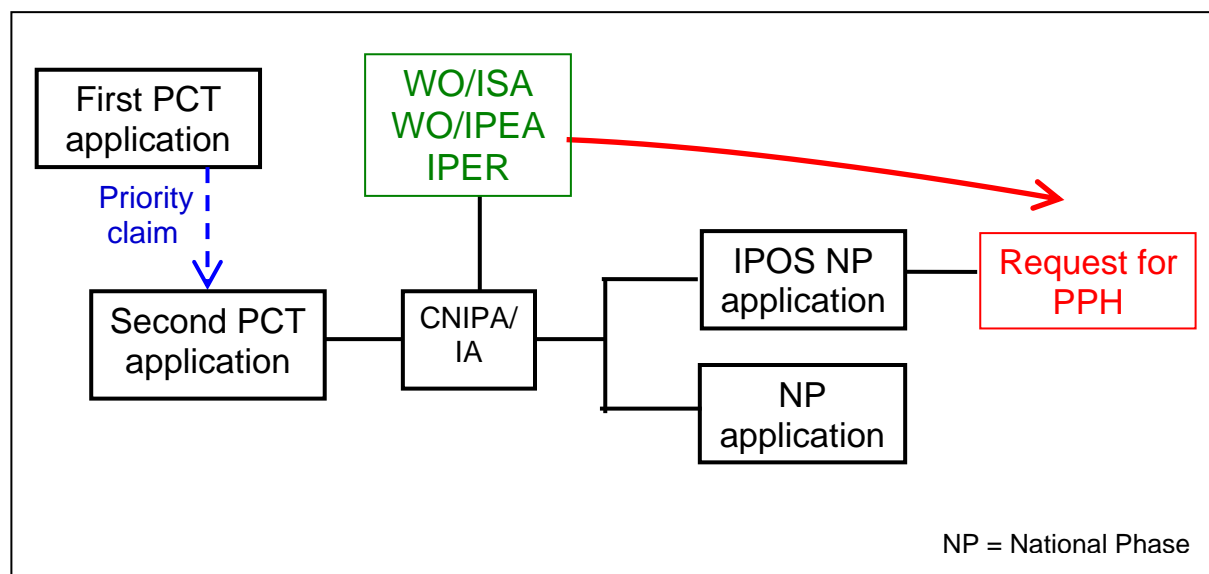 First PCT
application
WO/ISA
WO/IPEA
IPER
Priority
claim
Second PCT
application
CNIPA/
IA
IPOS NP
application
Request for
PPH
NP
application
NP = National Phase